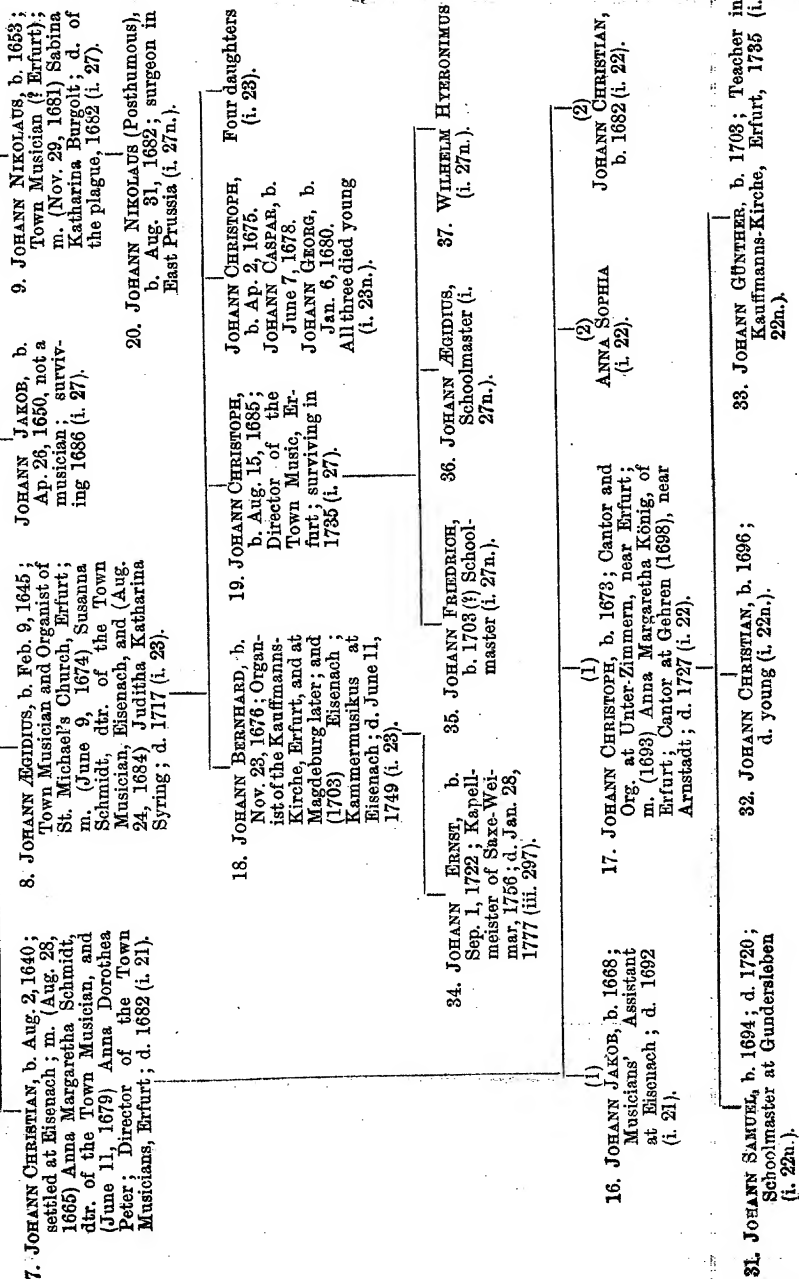 7. JOHANN CHRISTIAN, b. Aug. 2, 1640;
settled at Eisenach; m. (Aug. 28,
1665) Anna Margaretha Schmidt,
dtr. of the Town Musician, and
(June 11, 1679) Anna Dorothea
Peter; Director of the Town
Musicians, Erfurt; d. 1682 (i. 21).
8. JOHANN ÆGIDIUS, b. Feb. 9, 1645;
Town Musician and Organist of
St. Michael's Church, Erfurt;
m. (June 9, 1674) Susanna
Schmidt, dtr. of the Town
Musician, Eisenach, and (Aug.
24, 1684) Juditha Katharina
Syring; d. 1717 (i. 23).
JOHANN JAKOB, b.
Ap. 26, 1650, not a
musician; surviv-
ing 1686 (i. 27).
9. JOHANN NIKOLAUS, b. 1653;
Town Musician (? Erfurt);
m. (Nov. 29, 1681) Sabina
Katharina Burgolt; d. of
the plague, 1682 (i. 27).
20. JOHANN NIKOLAUS (Posthumous),
b. Aug. 31, 1682; surgeon in
East Prussia (i. 27n.).
18. JOHANN BERNHARD, b.
Nov. 23, 1676; Organ-
ist of the Kauffmanns-
Kirche, Erfurt, and at
Magdeburg later; and
(1703) Eisenach;
Kammermusikus at
Eisenach; d. June 11,
1749 (i. 23).
19. JOHANN CHRISTOPH,
b. Aug. 15, 1685;
Director of the
Town Music, Er-
furt; surviving in
1735 (i. 27).
JOHANN CHRISTOPH,
b. Ap. 2, 1675.
JOHANN CASPAR, b.
June 7, 1678.
JOHANN GEORG, b.
Jan. 6, 1680.
All three died young
(i. 23n.).
Four daughters
(i. 23).
34. JOHANN ERNST, b.
Sep. 1, 1722; Kapell-
meister of Saxe-Wei-
mar, 1756; d. Jan. 28,
1777 (iii. 297).
35. JOHANN FRIEDRICH,
b. 1703 (?) School-
master (i. 27n.).
36. JOHANN ÆGIDIUS,
Schoolmaster (i.
27n.).
37. WILHELM HYERONIMUS
(i. 27n.).
(1)
16. JOHANN JAKOB, b. 1668;
Musicians' Assistant
at Eisenach; d. 1692
(i. 21).
(1)
17. JOHANN CHRISTOPH, b. 1673; Cantor and
Org. at Unter-Zimmern, near Erfurt;
m. (1693) Anna Margaretha König, of
Erfurt; Cantor at Gehren (1698), near
Arnstadt; d. 1727 (i. 22).
(2)
ANNA SOPHIA
(i. 22).
(2)
JOHANN CHRISTIAN,
b. 1682 (i. 22).
31. JOHANN SAMUEL, b. 1694; d. 1720;
Schoolmaster at Gundersleben
(i. 22n.).
32. JOHANN CHRISTIAN, b. 1696;
d. young (i. 22n.).
33. JOHANN GÜNTHER, b. 1703; Teacher in
Kauffmanns-Kirche, Erfurt, 1735 (i.
22n.).